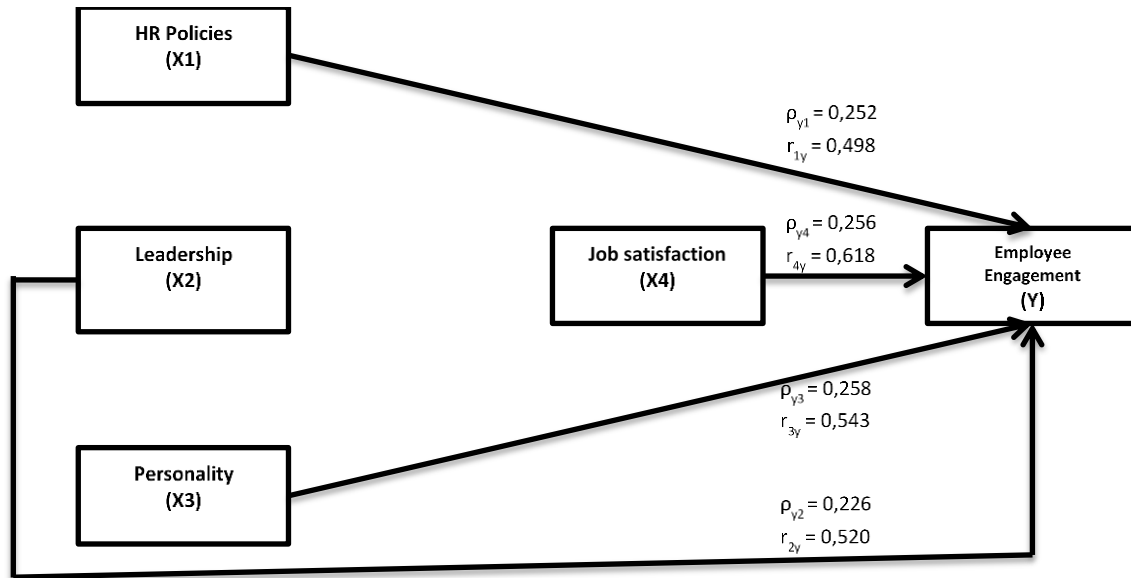 HR Policies
(X1)
ρy1 = 0,252
r1y = 0,498
Leadership
(X2)
Job satisfaction
(X4)
ρy4 = 0,256
r4y = 0,618
Employee
Engagement
(Y)
Personality
(X3)
ρy3 = 0,258
r3y = 0,543
ρy2 = 0,226
r2y = 0,520